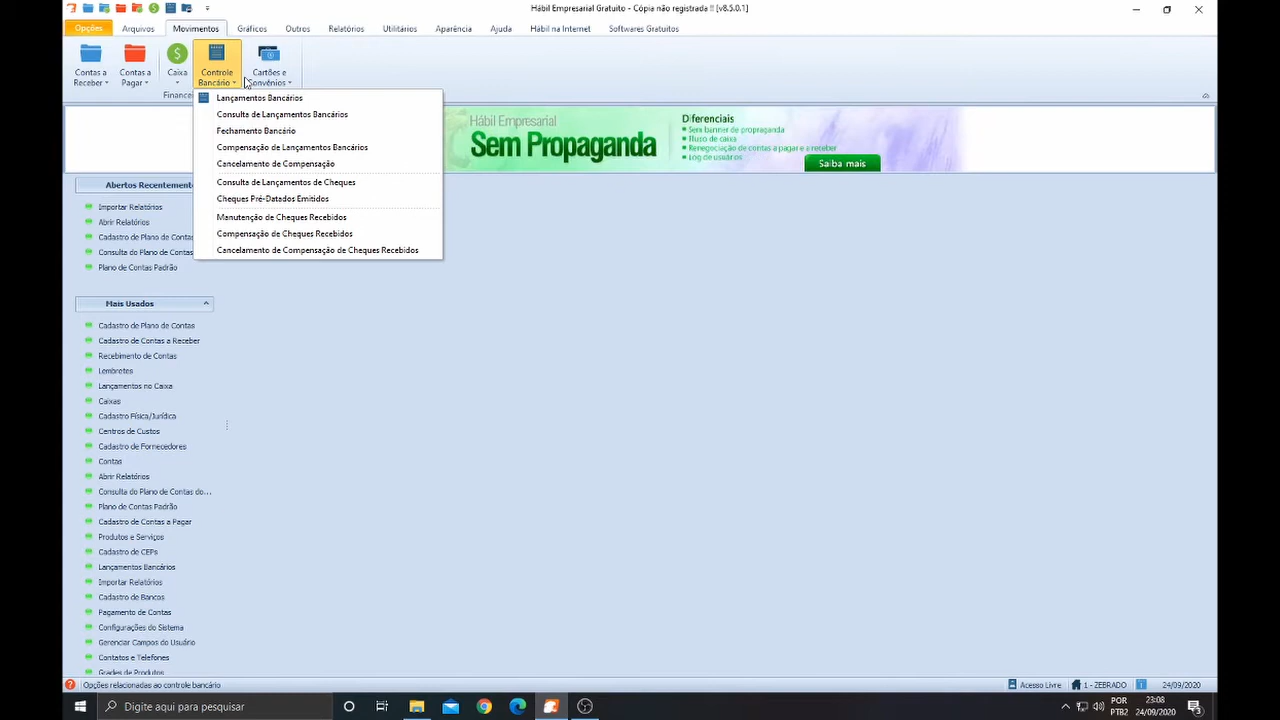 Hábil Empresarial Gratuito - Cópia não registrada !! [v8.5.0.1]
Opções
Arquivos
Movimentos
Gráficos
Outros
Relatórios
Utilitários
Aparência
Ajuda
Hábil na Internet
Softwares Gratuitos
Contas a
Receber
Contas a
Pagar
Caixa
Controle
Bancário
Cartões e
Convênios
Lançamentos Bancários
Consulta de Lançamentos Bancários
Fechamento Bancário
Compensação de Lançamentos Bancários
Cancelamento de Compensação
Consulta de Lançamentos de Cheques
Cheques Pré-Datados Emitidos
Manutenção de Cheques Recebidos
Compensação de Cheques Recebidos
Cancelamento de Compensação de Cheques Recebidos
Hábil Empresarial
Sem Propaganda
Diferenciais
Sem banner de propraganda
Fluxo de caixa
Renegociação de contas a pagar e a receber
Log de usuários
Saiba mais
Abertos Recentemente
Importar Relatórios
Abrir Relatórios
Cadastro de Plano de Contas
Consulta do Plano de Contas
Plano de Contas Padrão
Mais Usados
Cadastro de Plano de Contas
Cadastro de Contas a Receber
Recebimento de Contas
Lembretes
Lançamentos no Caixa
Caixas
Cadastro Física/Jurídica
Centros de Custos
Cadastro de Fornecedores
Contas
Abrir Relatórios
Consulta do Plano de Contas do...
Plano de Contas Padrão
Cadastro de Contas a Pagar
Produtos e Serviços
Cadastro de CEPs
Lançamentos Bancários
Importar Relatórios
Cadastro de Bancos
Pagamento de Contas
Configurações do Sistema
Gerenciar Campos do Usuário
Contatos e Telefones
Grades de Produtos
Opções relacionadas ao controle bancário
Acesso Livre
1 - ZEBRADO
24/09/2020
Digite aqui para pesquisar
POR
PTB2
23:08
24/09/2020